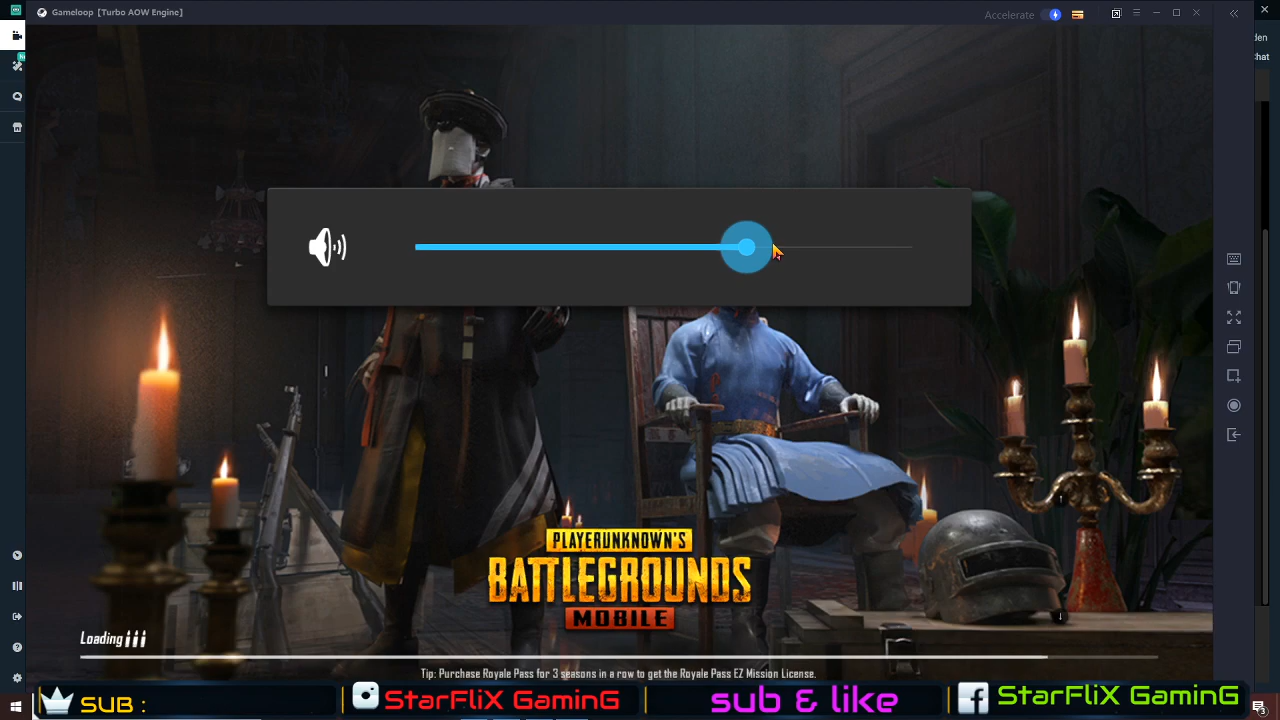 Gameloop [Turbo AOW Engine]
Accelerate
PLAYERUNKNOWN'S
BATTLEGROUNDS
MOBILE
Loading
Tip: Purchase Royale Pass for 3 seasons in a row to get the Royale Pass EZ Mission License.
SUB :
StarFliX GaminG
sub & like
StarFliX GaminG